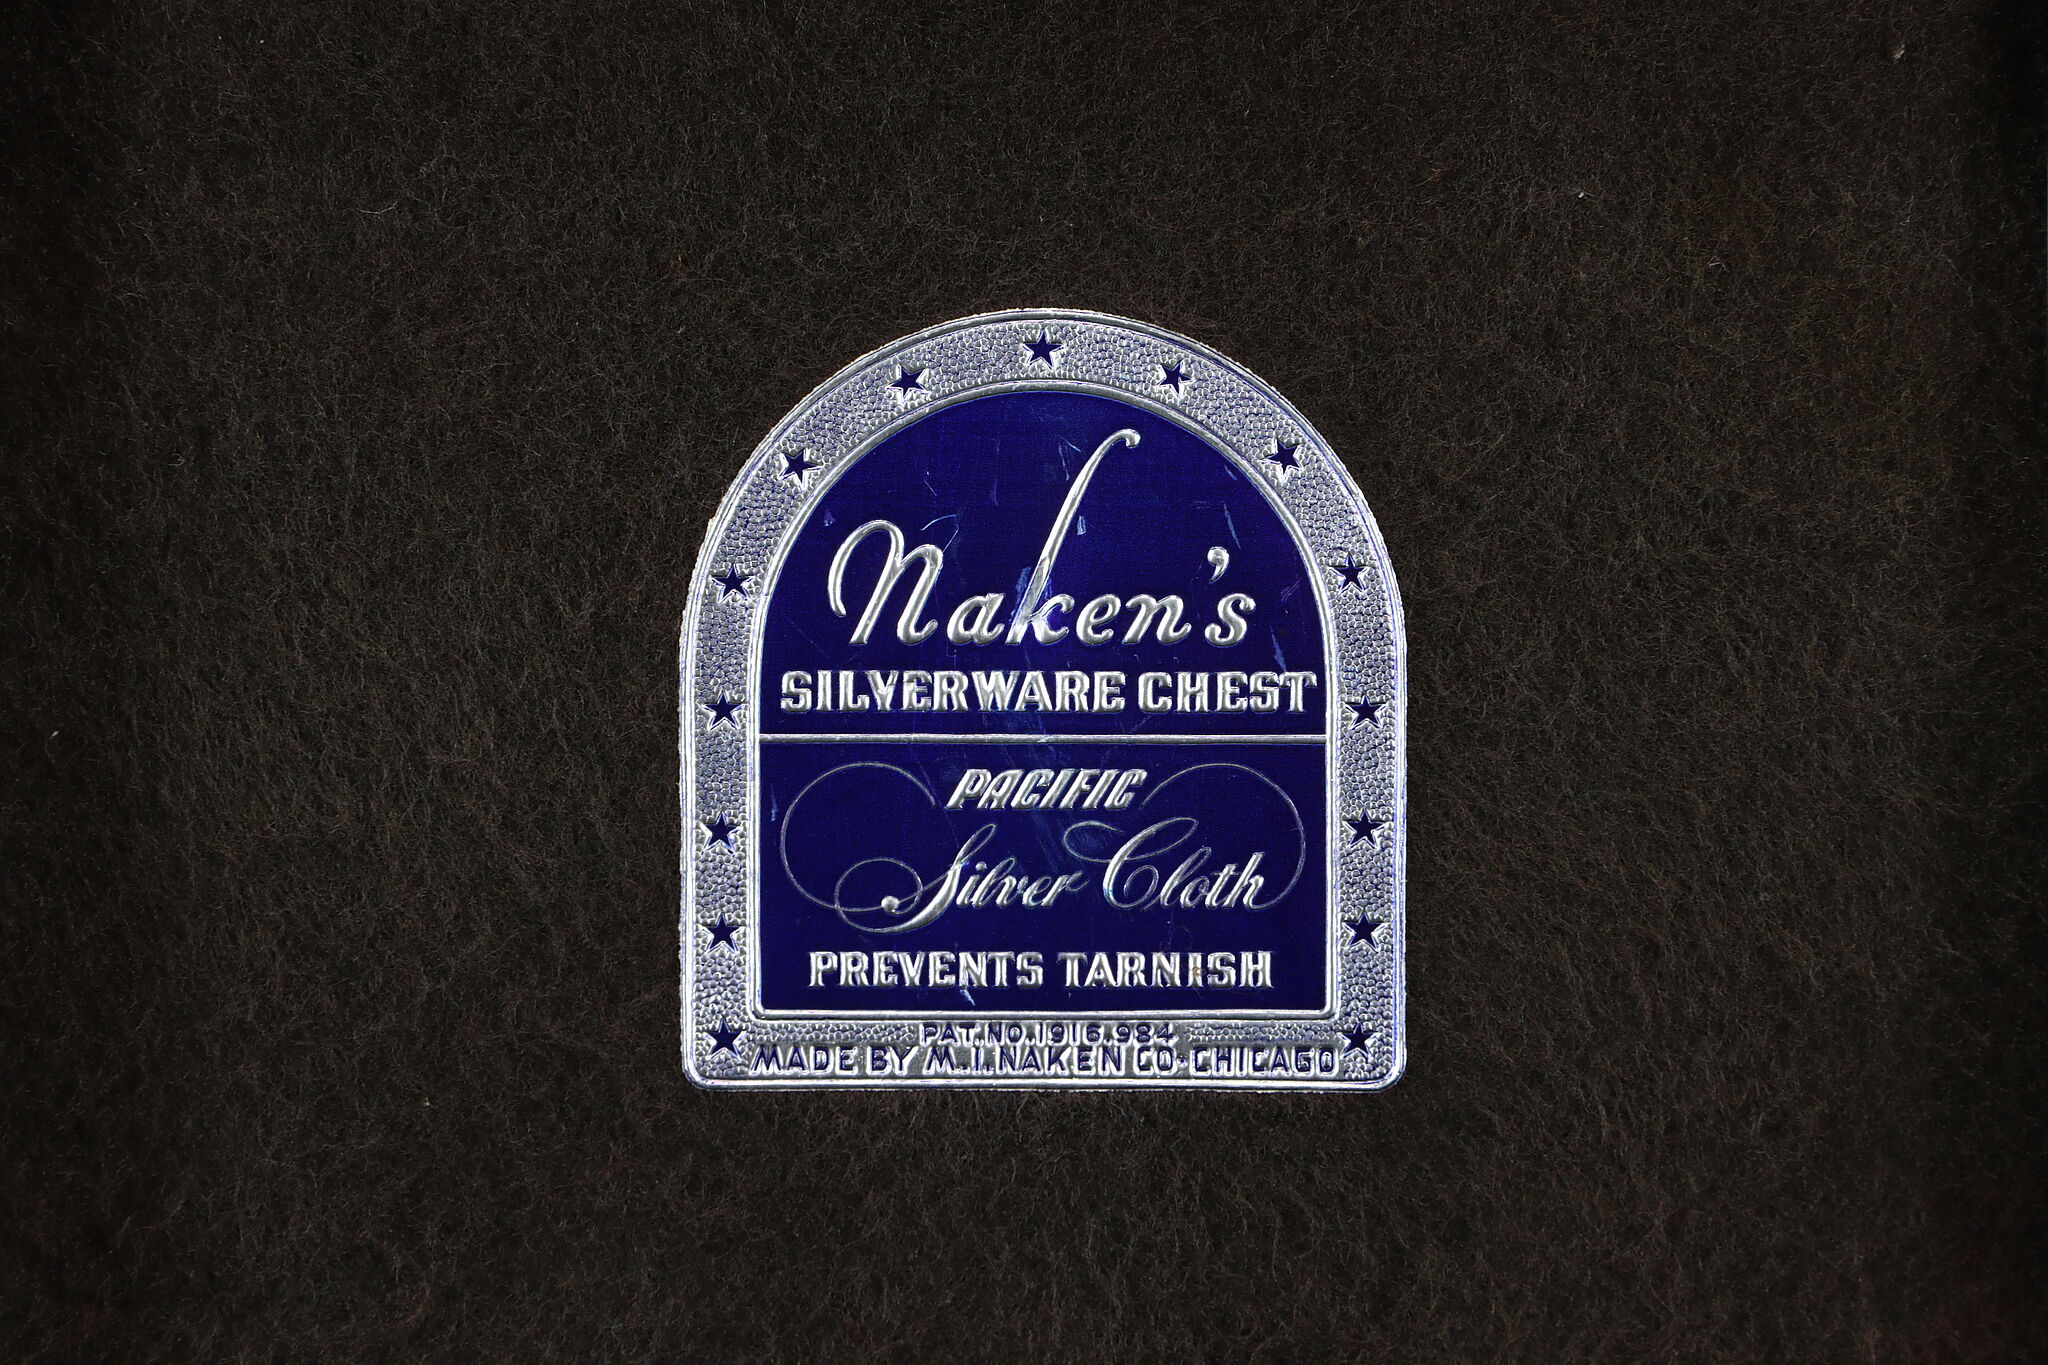 Naken's
SILVERWARE CHEST
PACIFIC
Silver Cloth
PREVENTS TARNISH
PAT. NO. 1916,984
MADE BY M.I. NAKEN CO-CHICAGO